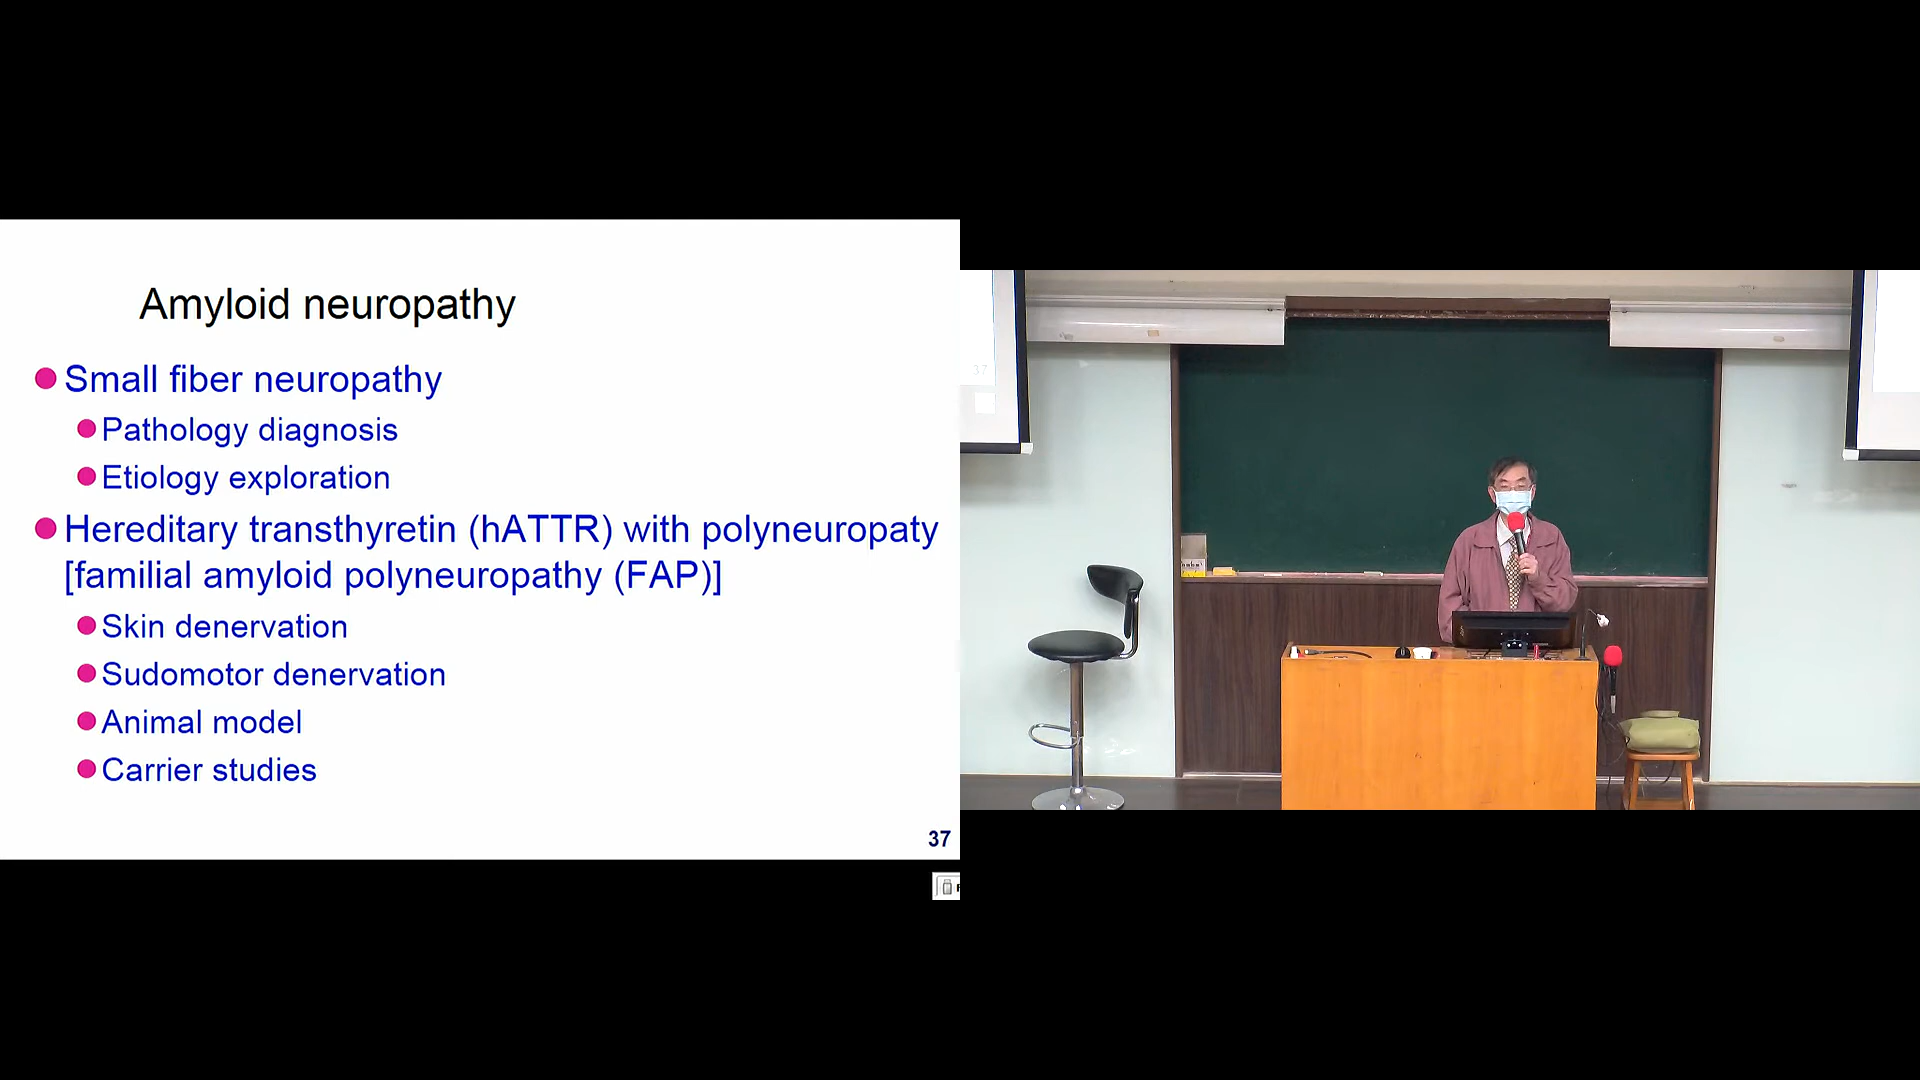 Amyloid neuropathy
Small fiber neuropathy
Pathology diagnosis
Etiology exploration
Hereditary transthyretin (hATTR) with polyneuropaty
[familial amyloid polyneuropathy (FAP)]
Skin denervation
Sudomotor denervation
Animal model
Carrier studies
37
37